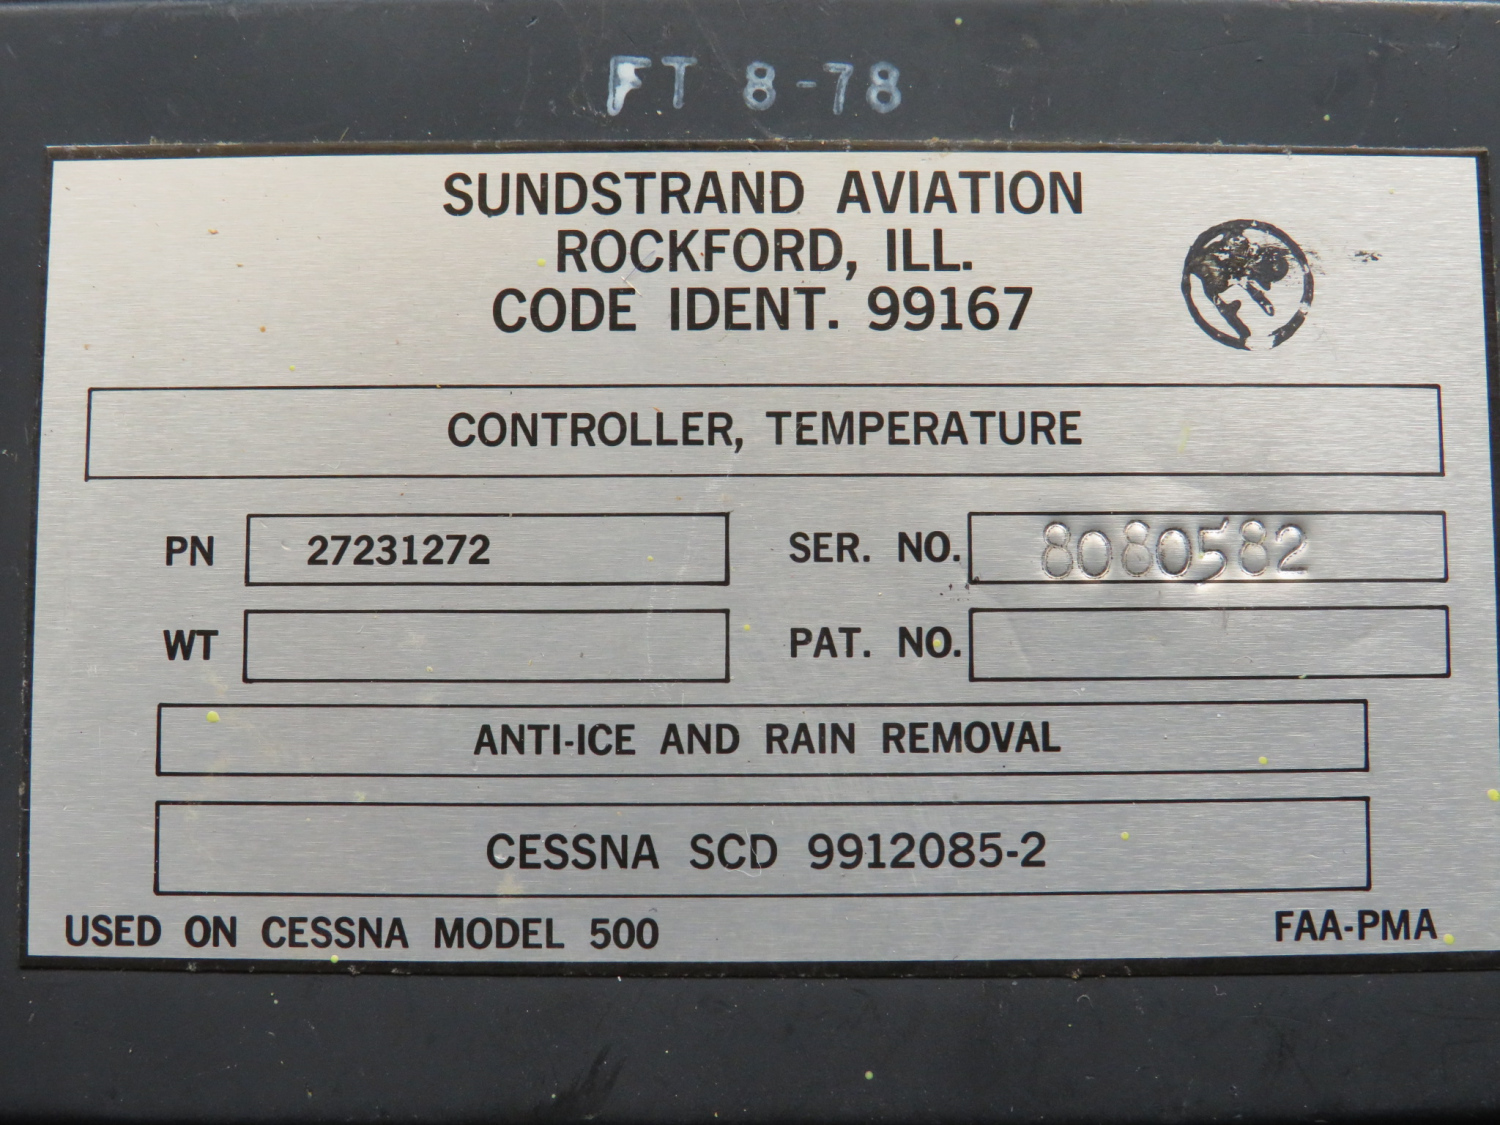 FT 8-78
SUNDSTRAND AVIATION
ROCKFORD, ILL.
CODE IDENT. 99167
CONTROLLER, TEMPERATURE
PN 27231272 SER. NO. 8080582
WT PAT. NO.
ANTI-ICE AND RAIN REMOVAL
CESSNA SCD 9912085-2
USED ON CESSNA MODEL 500 FAA-PMA